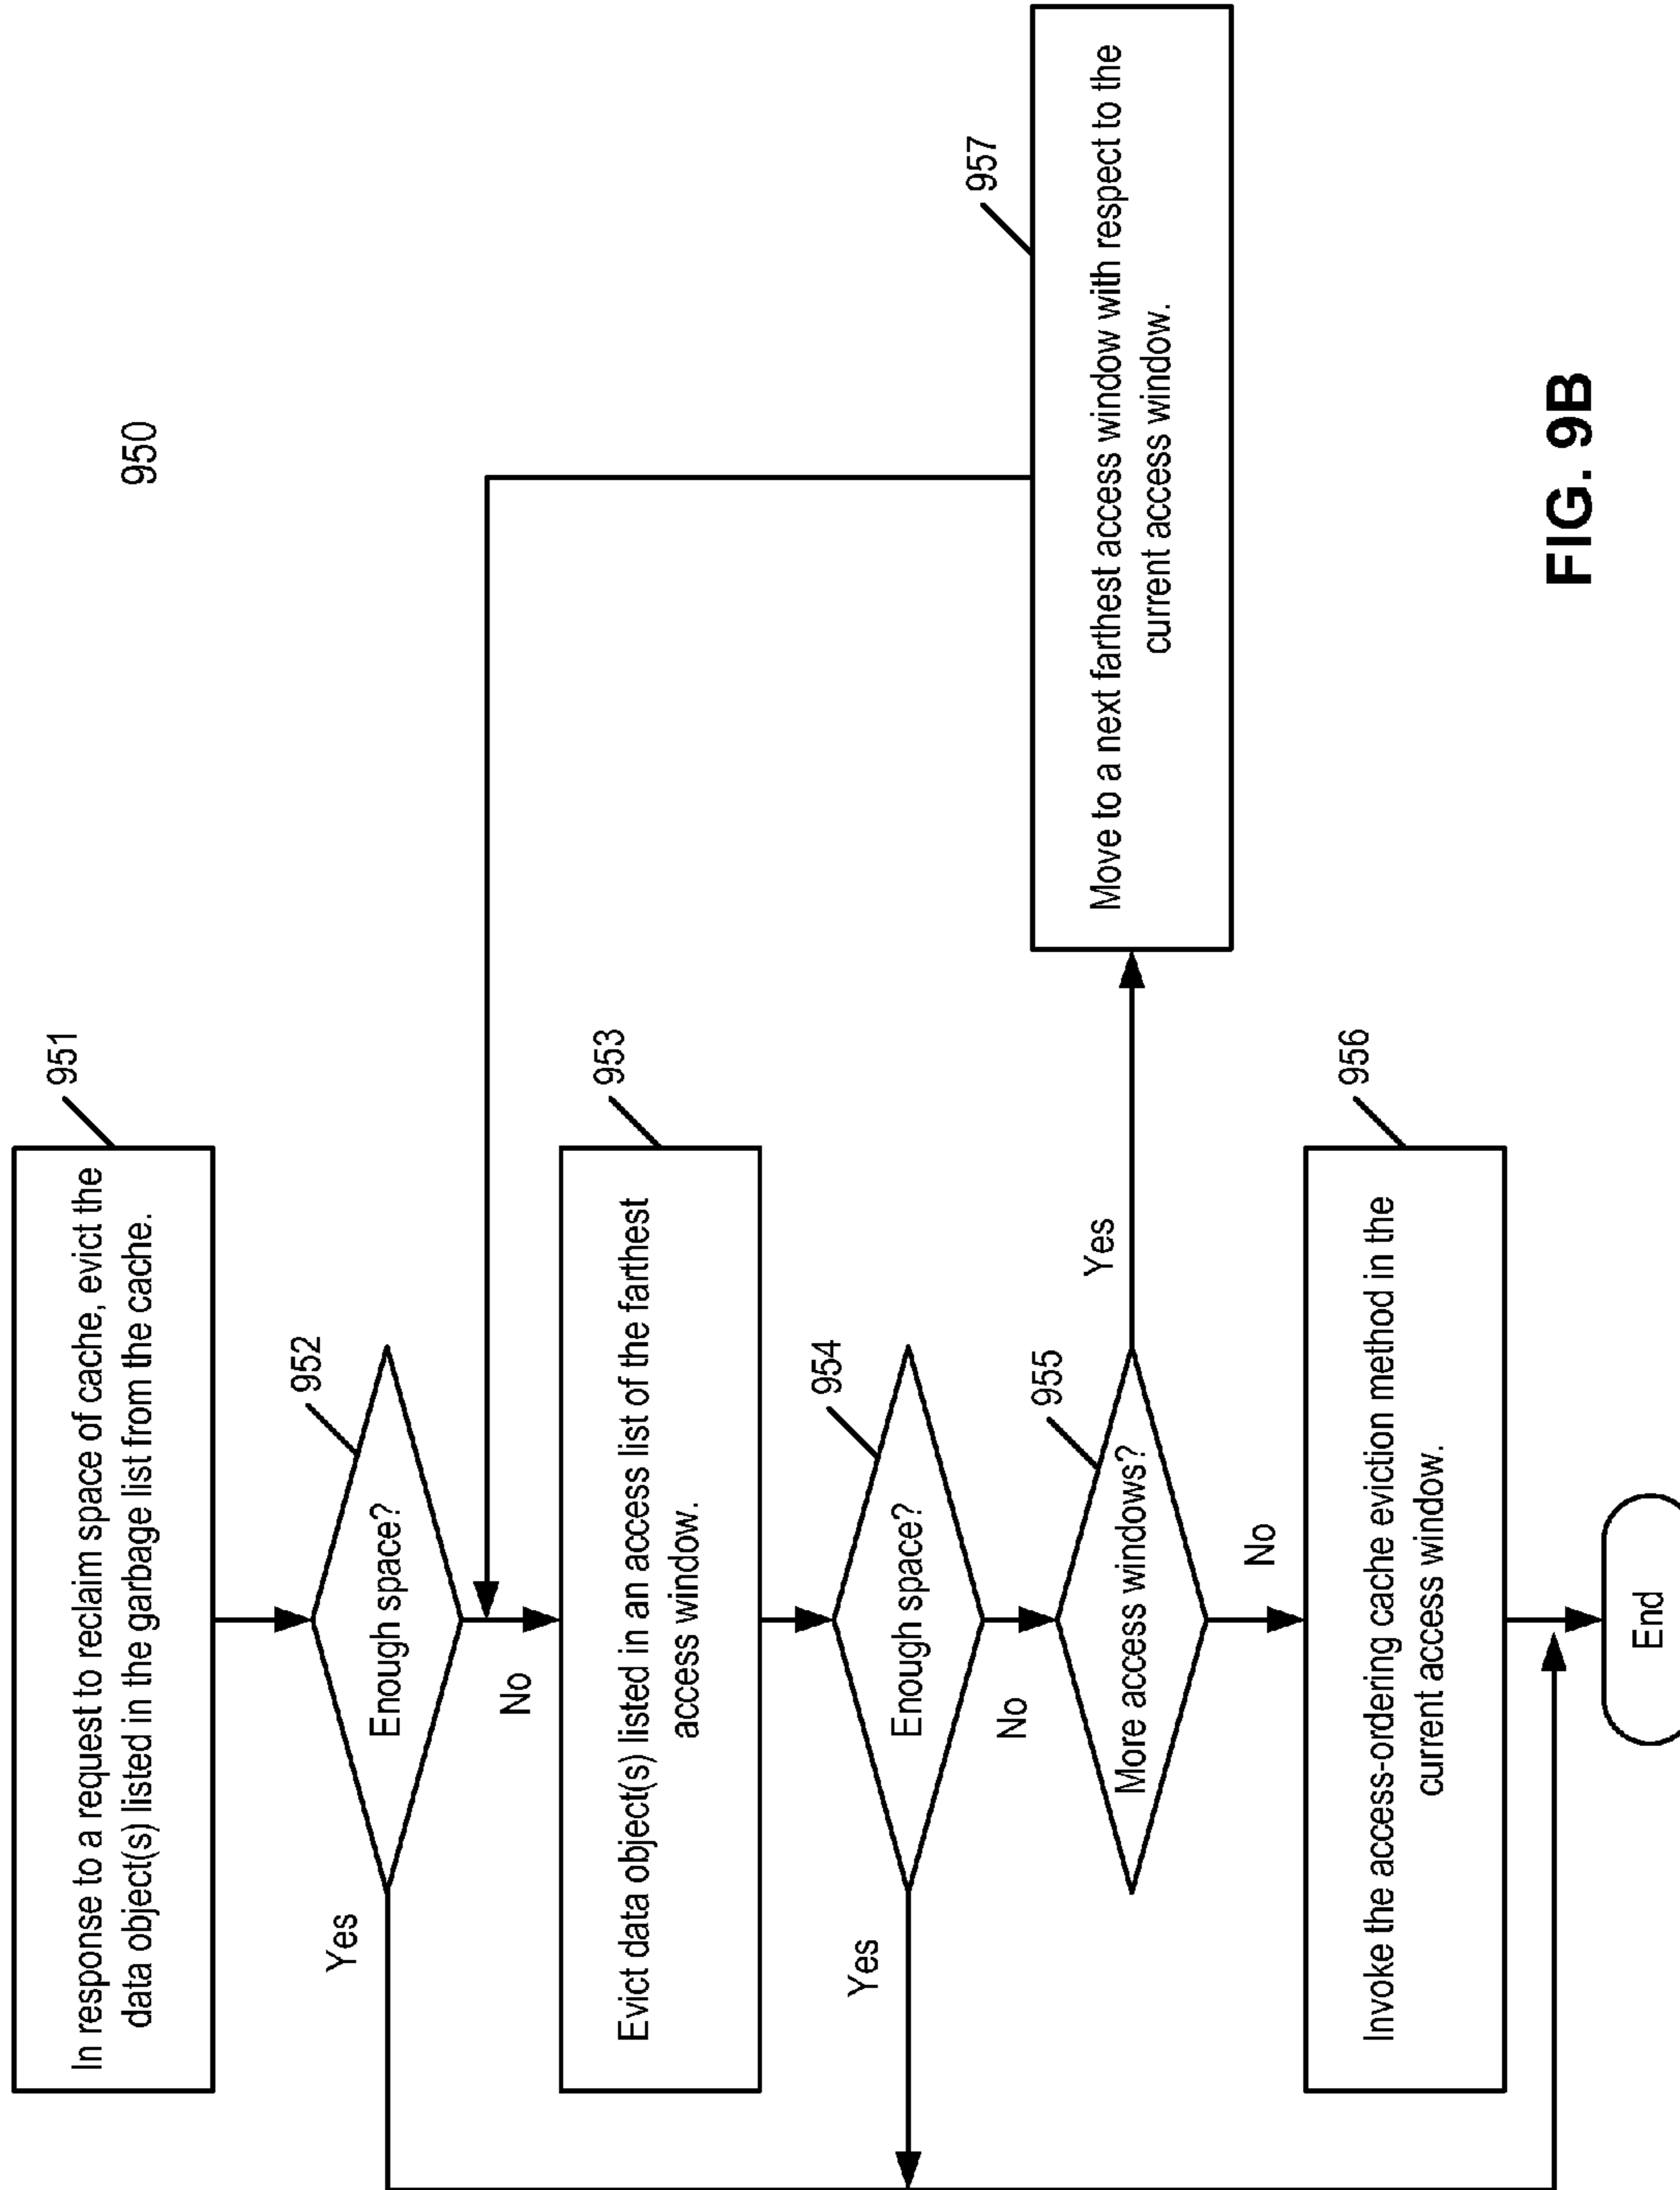 950
951
In response to a request to reclaim space of cache, evict the
data object(s) listed in the garbage list from the cache.
952
Enough space?
Yes
No
953
Evict data object(s) listed in an access list of the farthest
access window.
954
Enough space?
Yes
No
955
More access windows?
Yes
No
957
Move to a next farthest access window with respect to the
current access window.
956
Invoke the access-ordering cache eviction method in the
current access window.
End
FIG. 9B